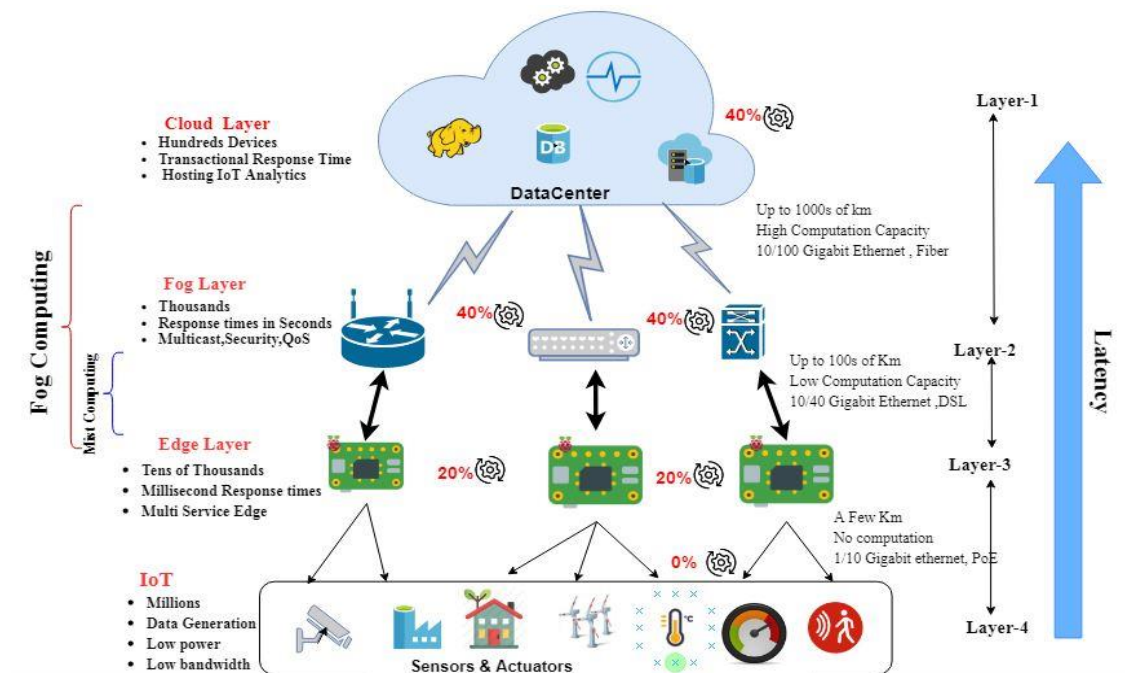 Layer-1
40%
Cloud Layer
• Hundreds Devices
• Transactional Response Time
• Hosting IoT Analytics
DB
DataCenter
Up to 1000s of km
High Computation Capacity
10/100 Gigabit Ethernet , Fiber
Fog Computing
Fog Layer
• Thousands
• Response times in Seconds
• Multicast,Security,QoS
40%
40%
Layer-2
Latency
Up to 100s of Km
Low Computation Capacity
10/40 Gigabit Ethernet ,DSL
Mist Computing
Edge Layer
• Tens of Thousands
• Millisecond Response times
• Multi Service Edge
20%
20%
Layer-3
A Few Km
No computation
1/10 Gigabit ethernet, PoE
0%
IoT
• Millions
• Data Generation
• Low power
• Low bandwidth
°C
Layer-4
Sensors & Actuators